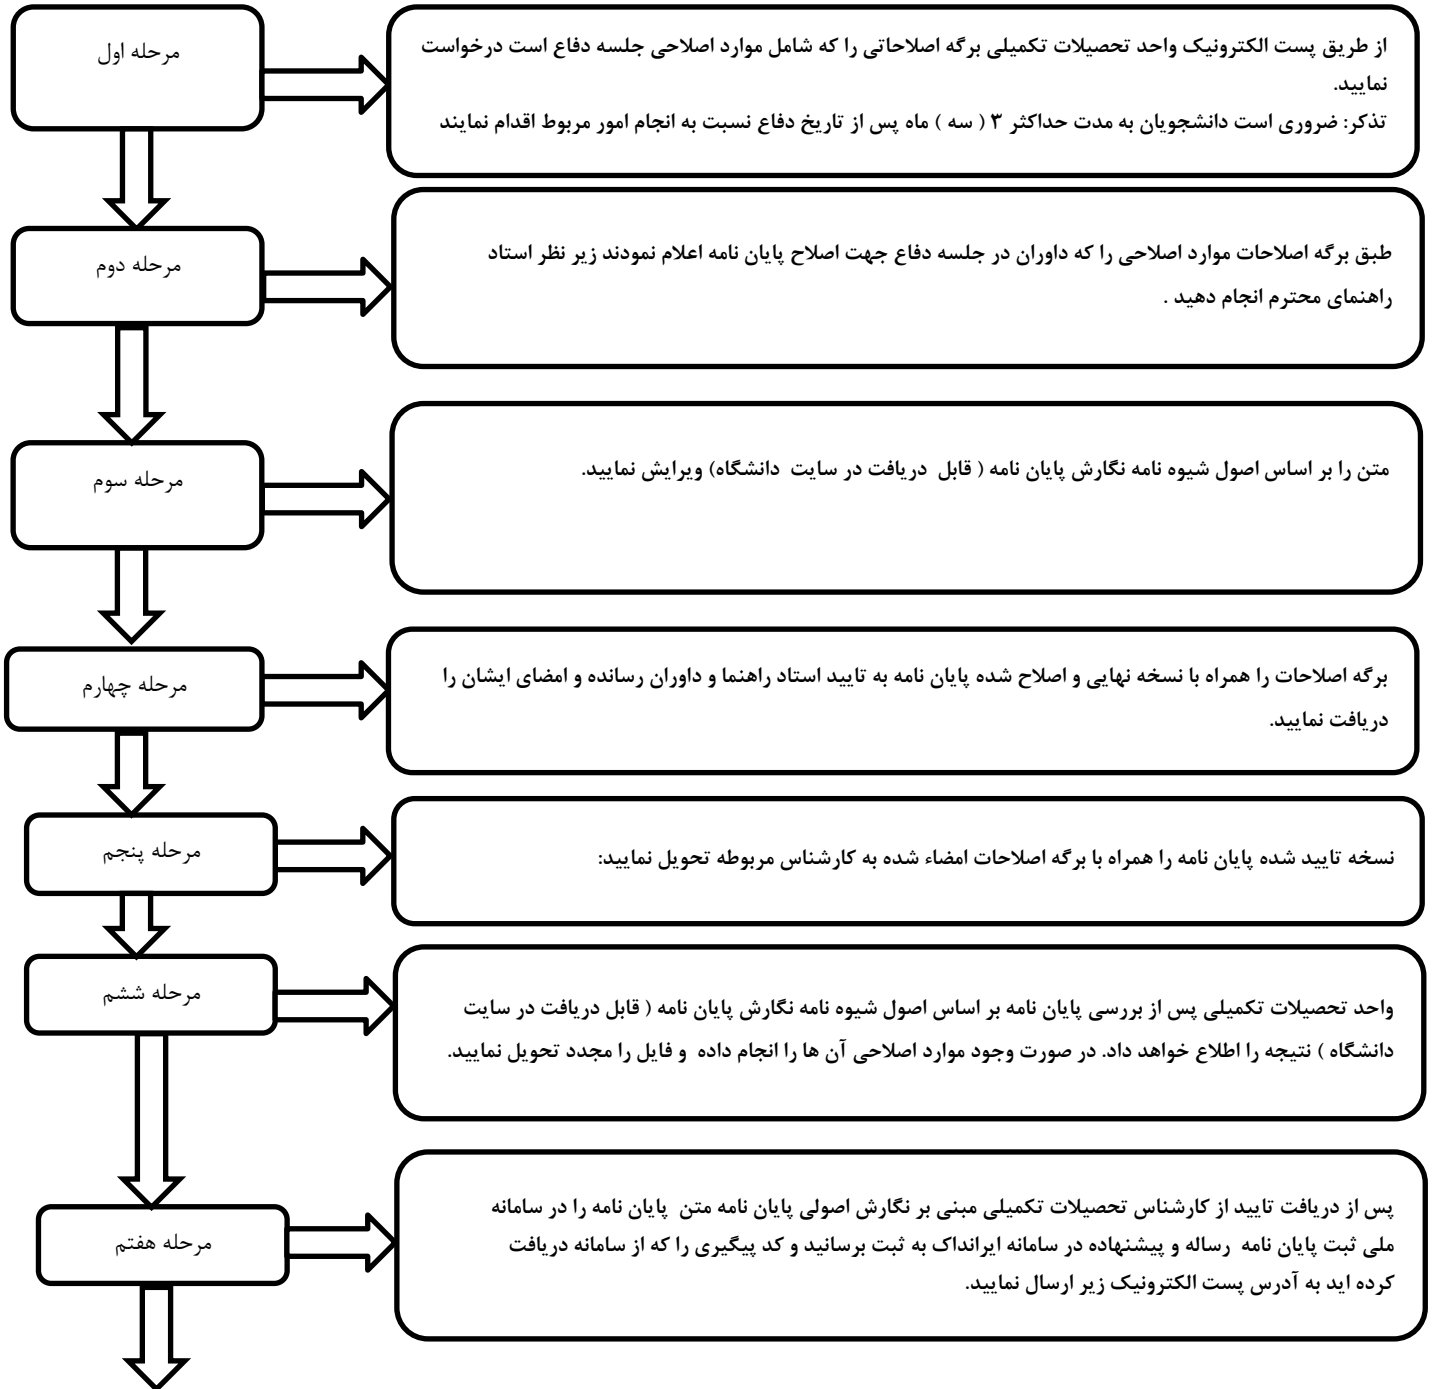 مرحله اول
از طریق پست الکترونیک واحد تحصیلات تکمیلی برگه اصلاحاتی را که شامل موارد اصلاحی جلسه دفاع است درخواست
نمایید.
تذکر: ضروری است دانشجویان به مدت حداکثر ۳ ( سه ) ماه پس از تاریخ دفاع نسبت به انجام امور مربوط اقدام نمایند
مرحله دوم
طبق برگه اصلاحات موارد اصلاحی را که داوران در جلسه دفاع جهت اصلاح پایان نامه اعلام نمودند زیر نظر استاد
راهنمای محترم انجام دهید .
مرحله سوم
متن را بر اساس اصول شیوه نامه نگارش پایان نامه ( قابل دریافت در سایت دانشگاه) ویرایش نمایید.
مرحله چهارم
برگه اصلاحات را همراه با نسخه نهایی و اصلاح شده پایان نامه به تایید استاد راهنما و داوران رسانده و امضای ایشان را
دریافت نمایید.
مرحله پنجم
نسخه تایید شده پایان نامه را همراه با برگه اصلاحات امضاء شده به کارشناس مربوطه تحویل نمایید:
مرحله ششم
واحد تحصیلات تکمیلی پس از بررسی پایان نامه بر اساس اصول شیوه نامه نگارش پایان نامه ( قابل دریافت در سایت
دانشگاه ) نتیجه را اطلاع خواهد داد. در صورت وجود موارد اصلاحی آن ها را انجام داده و فایل را مجدد تحویل نمایید.
مرحله هفتم
پس از دریافت تایید از کارشناس تحصیلات تکمیلی مبنی بر نگارش اصولی پایان نامه متن پایان نامه را در سامانه
ملی ثبت پایان نامه رساله و پیشنهاده در سامانه ایرانداک به ثبت برسانید و کد پیگیری را که از سامانه دریافت
کرده اید به آدرس پست الکترونیک زیر ارسال نمایید.